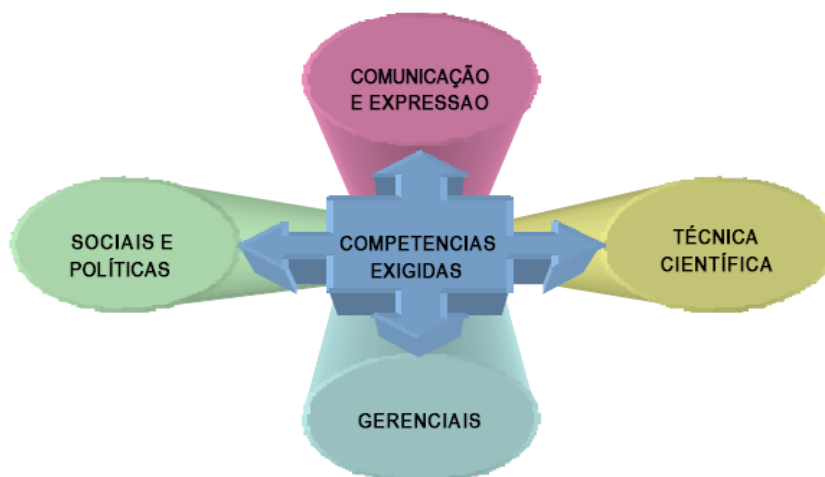 COMUNICAÇÃO
E EXPRESSAO
SOCIAIS E
POLÍTICAS
COMPETENCIAS
EXIGIDAS
TÉCNICA
CIENTÍFICA
GERENCIAIS